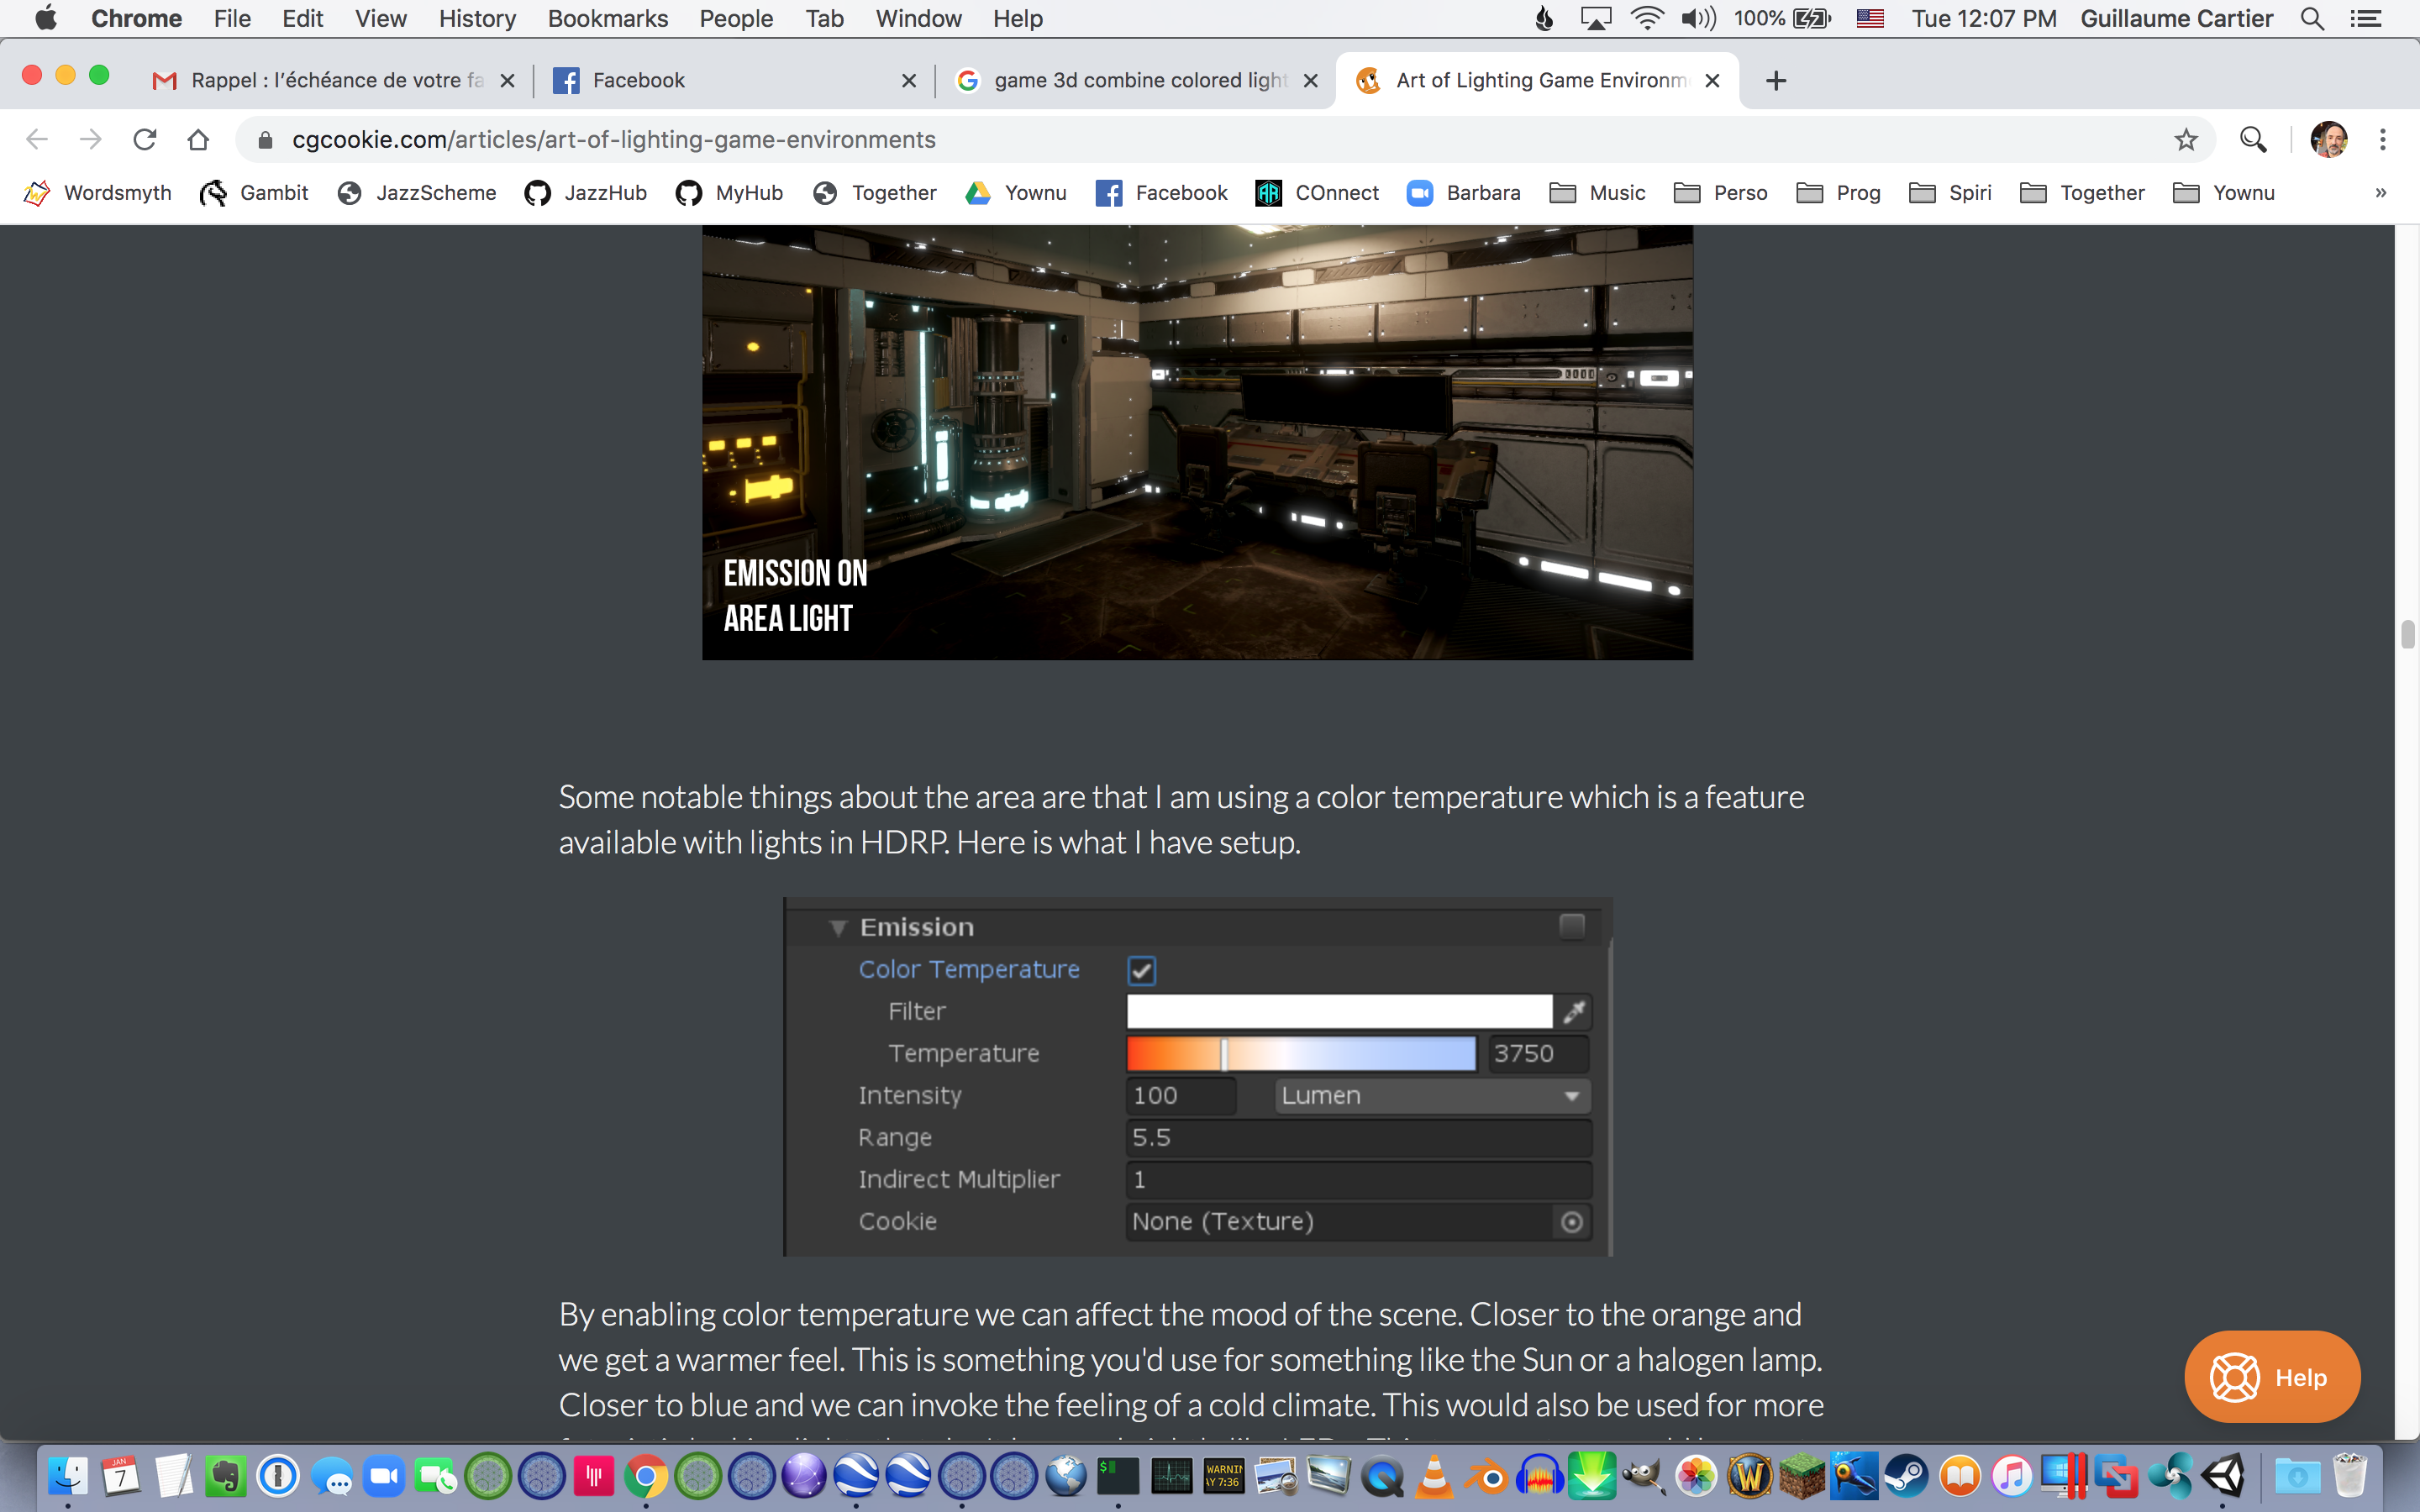 Chrome File Edit View History Bookmarks People Tab Window Help 100% Tue 12:07 PM Guillaume Cartier
Rappel : l'échéance de votre fa Facebook game 3d combine colored light Art of Lighting Game Environm
cgcookie.com/articles/art-of-lighting-game-environments
Wordsmyth Gambit JazzScheme JazzHub MyHub Together Yownu Facebook COnnect Barbara Music Perso Prog Spiri Together Yownu »
EMISSION ON
AREA LIGHT
Some notable things about the area are that I am using a color temperature which is a feature
available with lights in HDRP. Here is what I have setup.
Emission
Color Temperature
Filter
Temperature 3750
Intensity 100 Lumen
Range 5.5
Indirect Multiplier 1
Cookie None (Texture)
By enabling color temperature we can affect the mood of the scene. Closer to the orange and
we get a warmer feel. This is something you'd use for something like the Sun or a halogen lamp.
Closer to blue and we can invoke the feeling of a cold climate. This would also be used for more
Help
JAN
7
WARNIN
AY 7:36